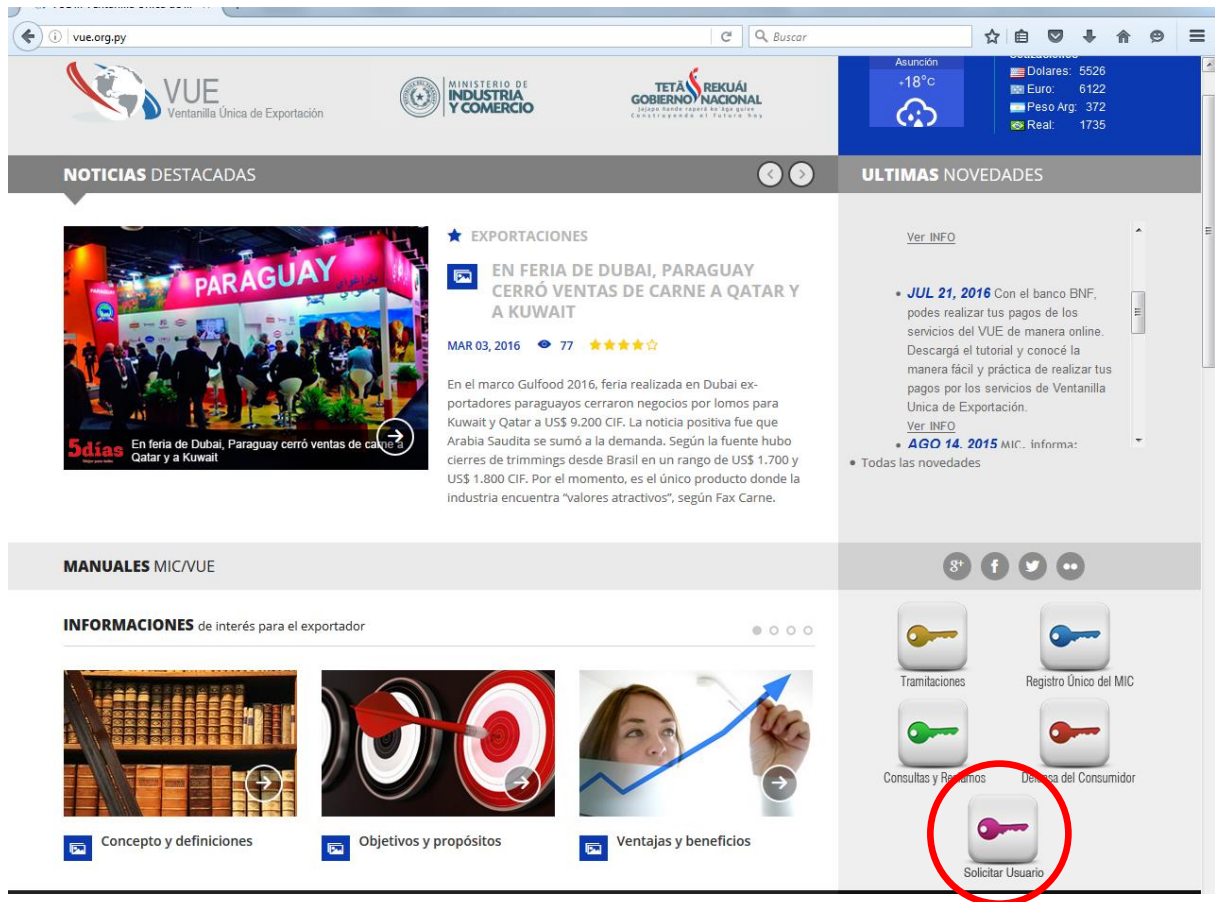 vue.org.py
Buscar
VUE
Ventanilla Única de Exportación
MINISTERIO DE
INDUSTRIA
Y COMERCIO
TETÃ REKUÁI
GOBIERNO NACIONAL
Construyendo el futuro hoy
Asunción
+18°C
Dolares: 5526
Euro: 6122
Peso Arg: 372
Real: 1735
NOTICIAS DESTACADAS
ULTIMAS NOVEDADES
PARAGUAY
EXPORTACIONES
EN FERIA DE DUBAI, PARAGUAY
CERRÓ VENTAS DE CARNE A QATAR Y
A KUWAIT
MAR 03, 2016 77
En el marco Gulfood 2016, feria realizada en Dubai ex-
portadores paraguayos cerraron negocios por lomos para
Kuwait y Qatar a US$ 9.200 CIF. La noticia positiva fue que
Arabia Saudita se sumó a la demanda. Según la fuente hubo
cierres de trimmings desde Brasil en un rango de US$ 1.700 y
US$ 1.800 CIF. Por el momento, es el único producto donde la
industria encuentra “valores atractivos”, según Fax Carne.
5días
En feria de Dubai, Paraguay cerró ventas de carne a
Qatar y a Kuwait
Ver INFO
• JUL 21, 2016 Con el banco BNF,
podes realizar tus pagos de los
servicios del VUE de manera online.
Descargá el tutorial y conocé la
manera fácil y práctica de realizar tus
pagos por los servicios de Ventanilla
Unica de Exportación.
Ver INFO
• AGO 14, 2015 MIC, informa:
• Todas las novedades
MANUALES MIC/VUE
INFORMACIONES de interés para el exportador
Concepto y definiciones
Objetivos y propósitos
Ventajas y beneficios
8+
f
Tramitaciones
Registro Único del MIC
Consultas y Reclamos
Defensa del Consumidor
Solicitar Usuario